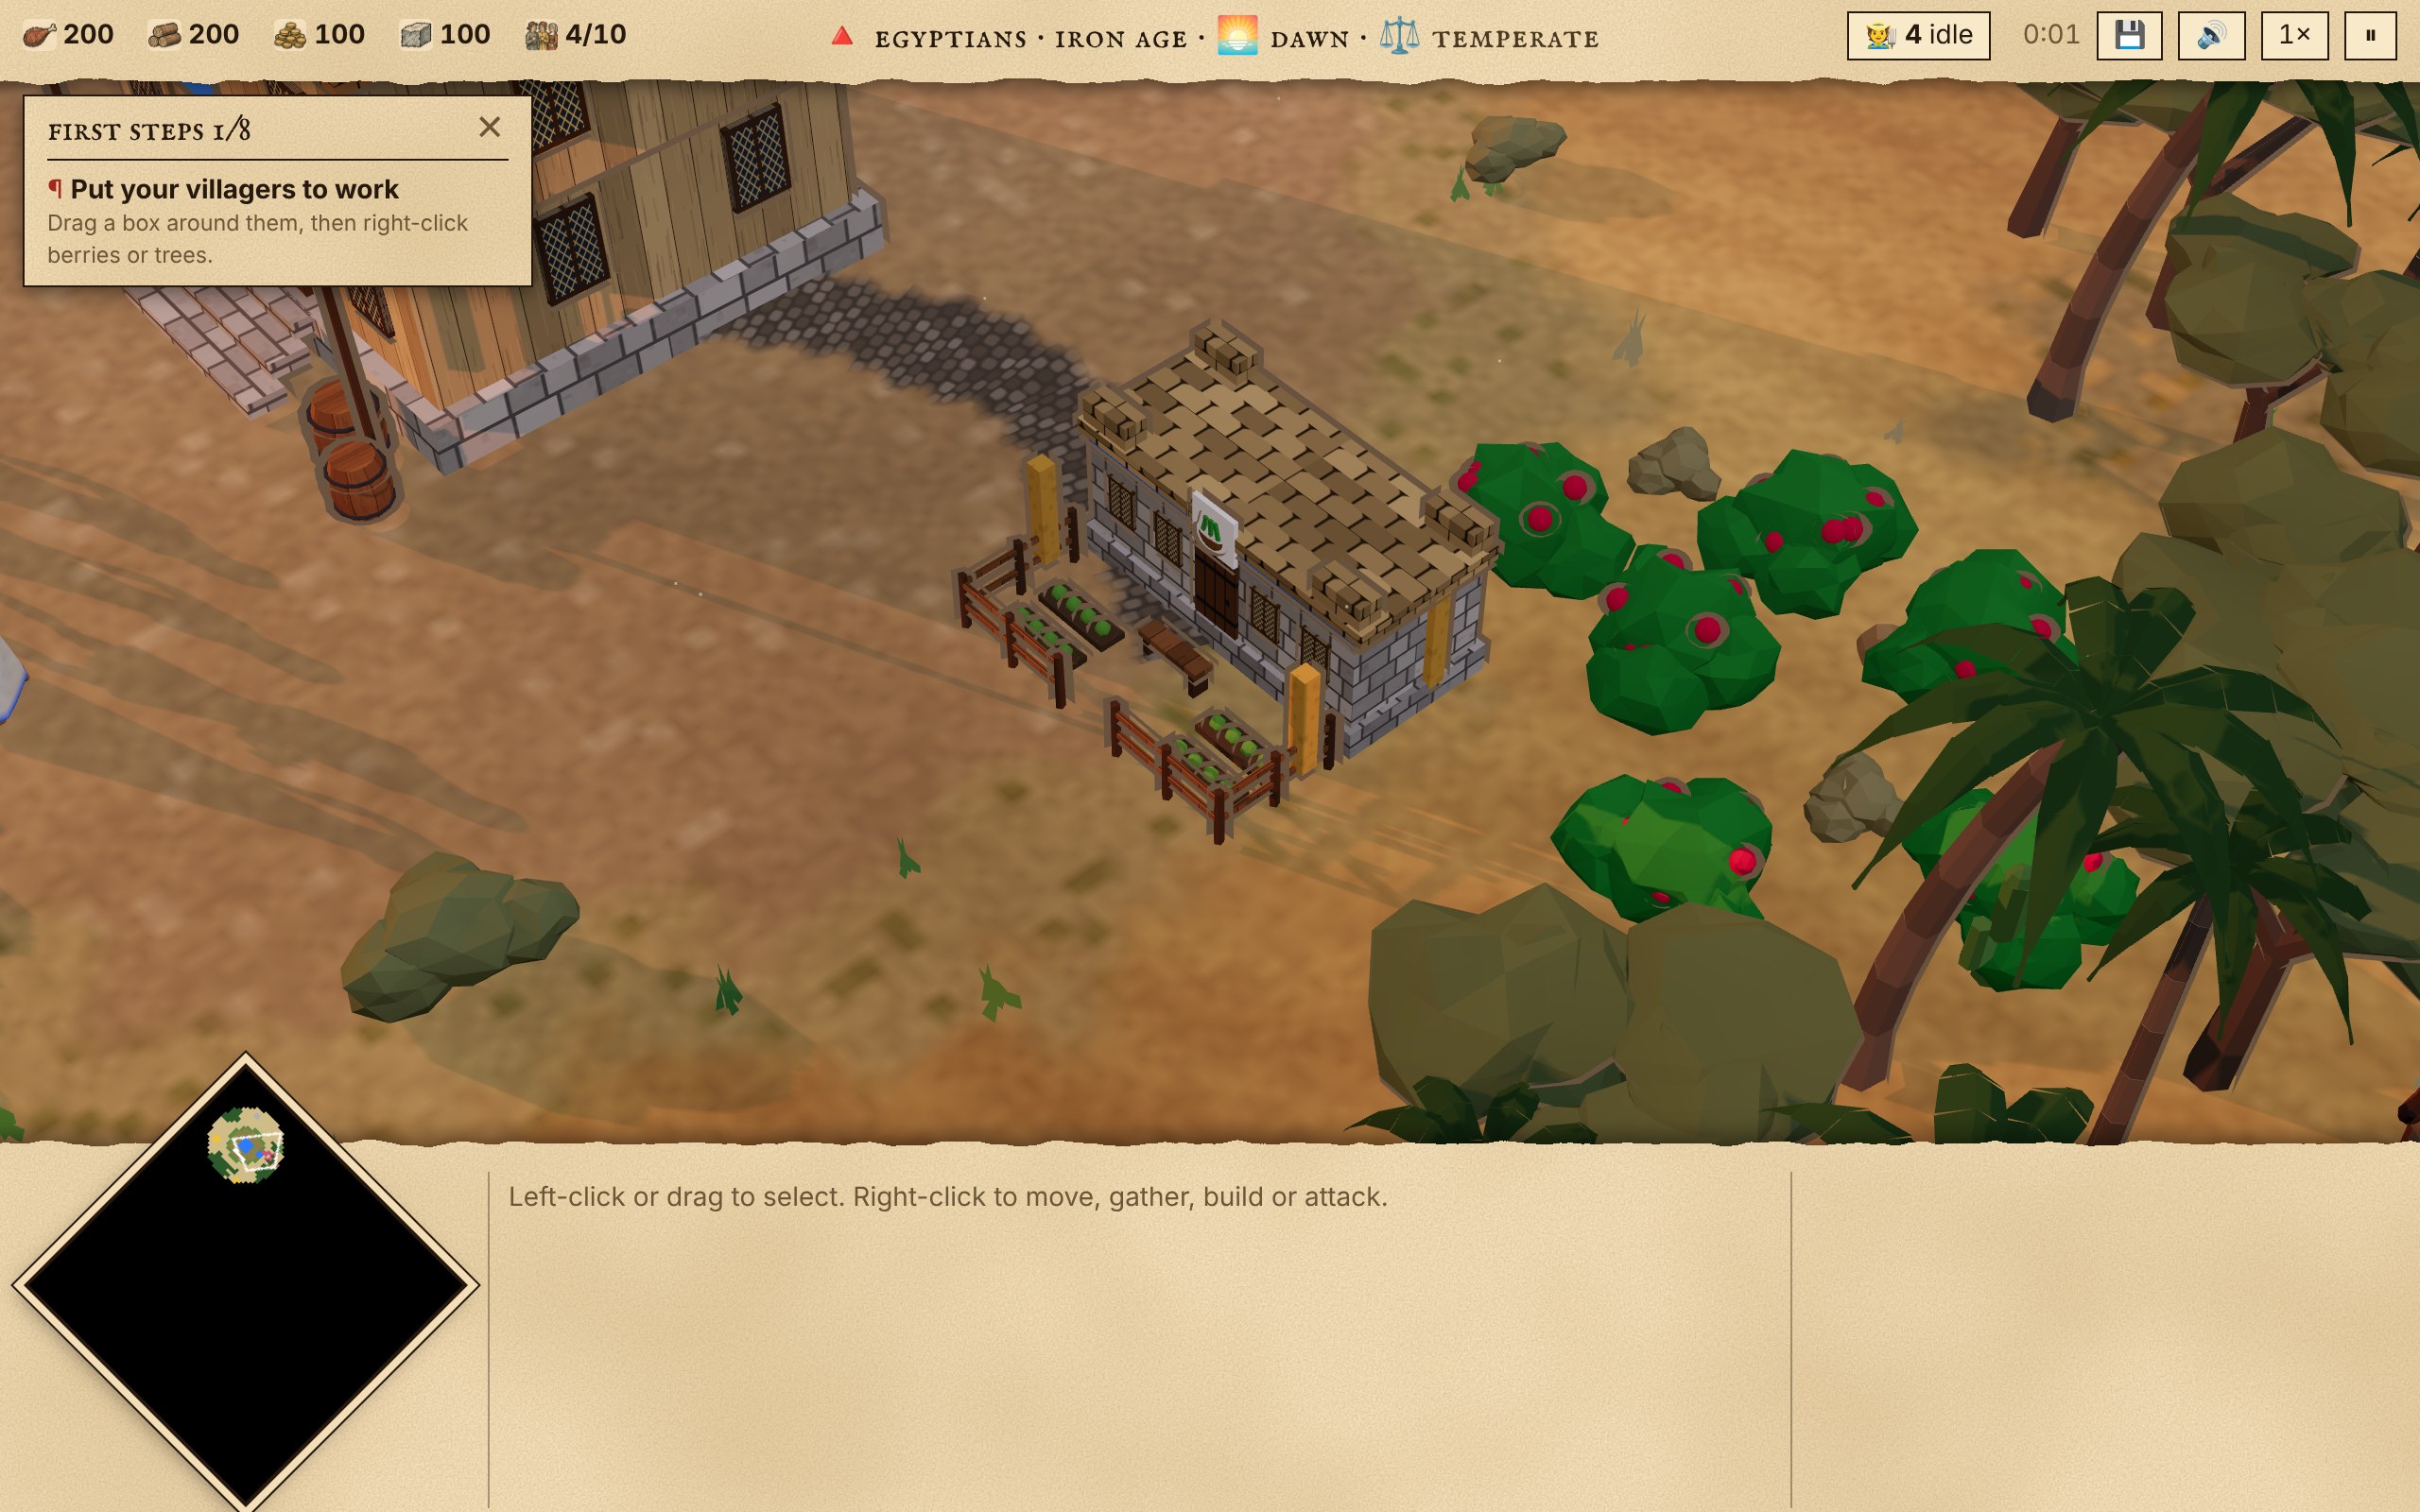 200 200 100 100 4/10 EGYPTIANS · IRON AGE · DAWN · TEMPERATE 4 idle 0:01 1×
FIRST STEPS 1/8
¶ Put your villagers to work
Drag a box around them, then right-click
berries or trees.
Left-click or drag to select. Right-click to move, gather, build or attack.